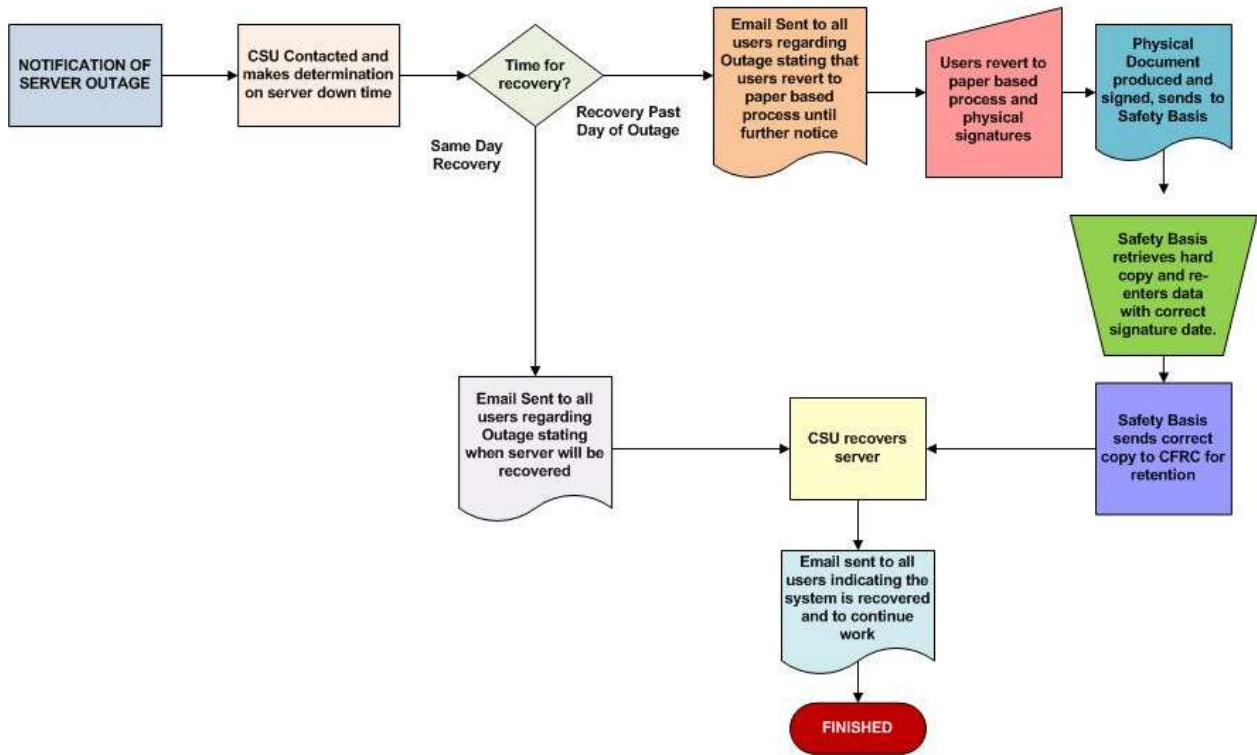 NOTIFICATION OF
SERVER OUTAGE
CSU Contacted and
makes determination
on server down time
Time for
recovery?
Recovery Past
Day of Outage
Same Day
Recovery
Email Sent to all
users regarding
Outage stating that
users revert to
paper based
process until
further notice
Users revert to
paper based
process and
physical
signatures
Physical
Document
produced and
signed, sends to
Safety Basis
Safety Basis
retrieves hard
copy and re-
enters data
with correct
signature date.
Safety Basis
sends correct
copy to CFRC for
retention
Email Sent to all
users regarding
Outage stating
when server will be
recovered
CSU recovers
server
Email sent to all
users indicating the
system is recovered
and to continue
work
FINISHED